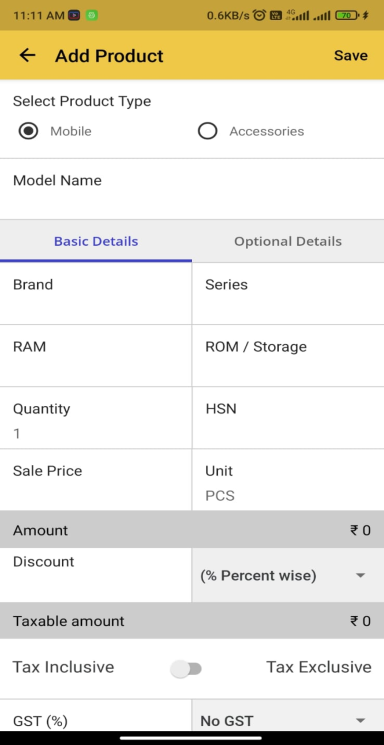 11:11 AM 0.6KB/s 4G 70
Add Product Save
Select Product Type
Mobile Accessories
Model Name
Basic Details Optional Details
Brand Series
RAM ROM / Storage
Quantity HSN
1
Sale Price Unit
PCS
Amount ₹ 0
Discount
(% Percent wise)
Taxable amount ₹ 0
Tax Inclusive Tax Exclusive
GST (%) No GST